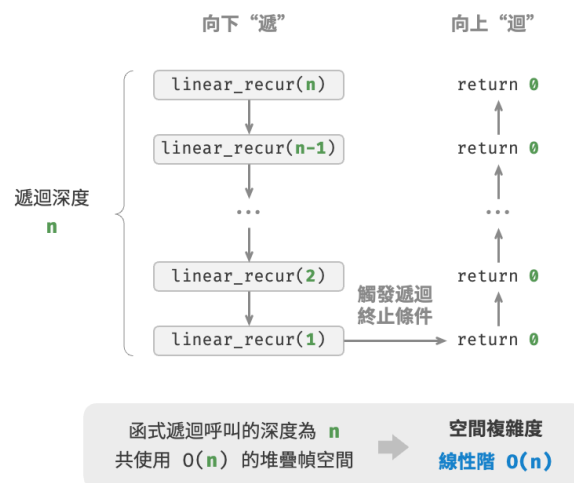 向下“遞”
向上“迴”
linear_recur(n)
return 0
linear_recur(n-1)
return 0
遞迴深度
n
...
...
linear_recur(2)
return 0
觸發遞迴
終止條件
linear_recur(1)
return 0
函式遞迴呼叫的深度為 n
共使用 O(n) 的堆疊幀空間
空間複雜度
線性階 O(n)